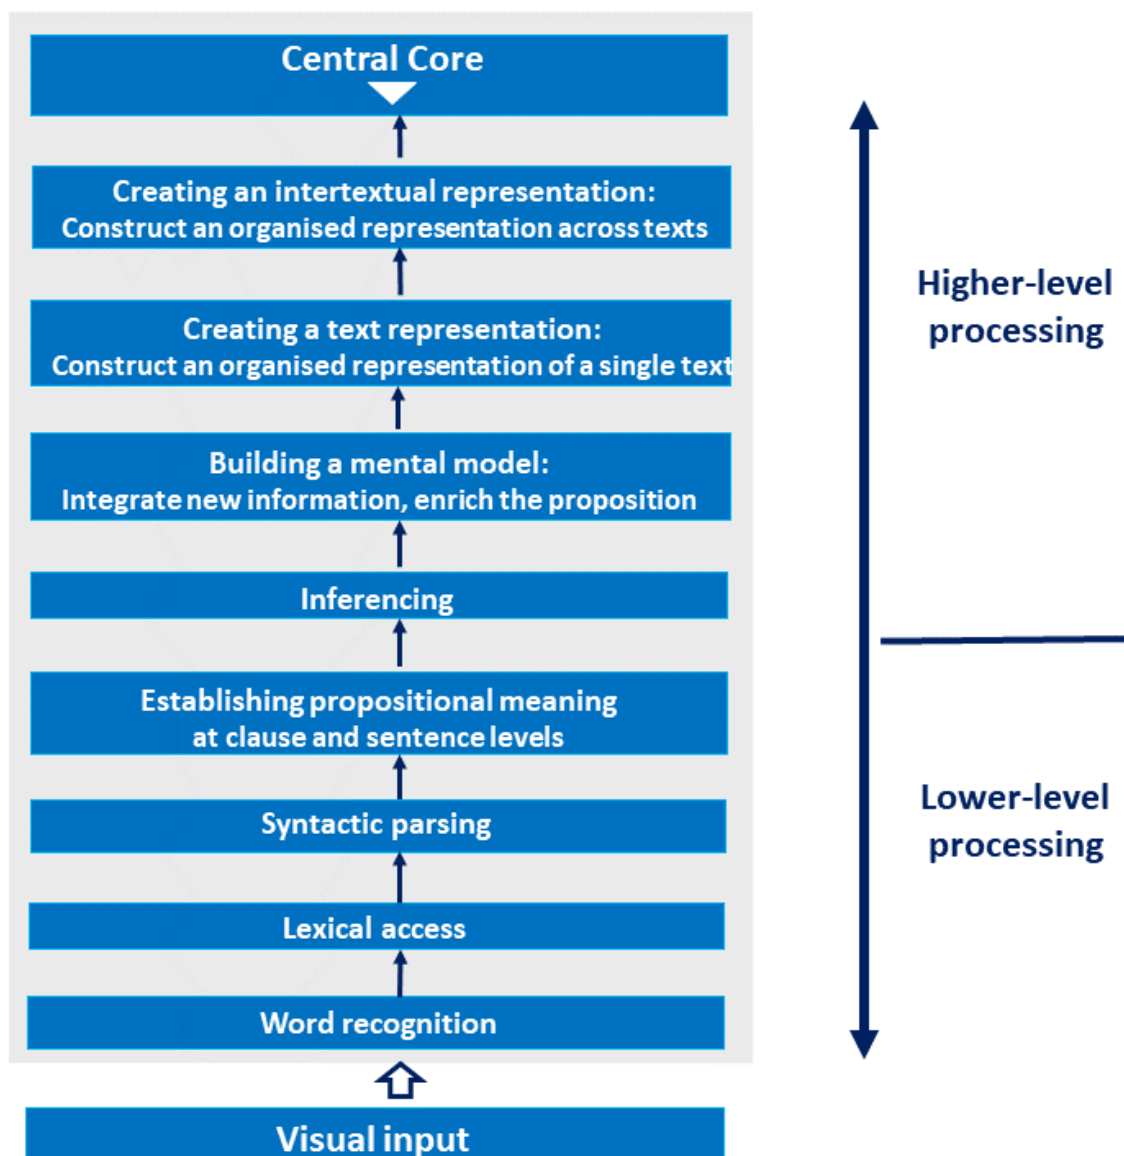 Central Core
Creating an intertextual representation:
Construct an organised representation across texts
Creating a text representation:
Construct an organised representation of a single text
Building a mental model:
Integrate new information, enrich the proposition
Inferencing
Establishing propositional meaning
at clause and sentence levels
Syntactic parsing
Lexical access
Word recognition
Visual input
Higher-level
processing
Lower-level
processing